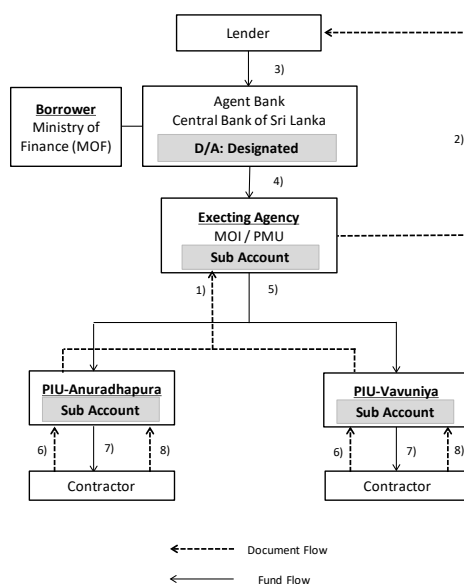 Lender
3)
Borrower
Ministry of
Finance (MOF)
Agent Bank
Central Bank of Sri Lanka
D/A: Designated
2)
4)
Execting Agency
MOI / PMU
Sub Account
1)
5)
PIU-Anuradhapura
Sub Account
PIU-Vavuniya
Sub Account
6)
7)
8)
6)
7)
8)
Contractor
Contractor
Document Flow
Fund Flow